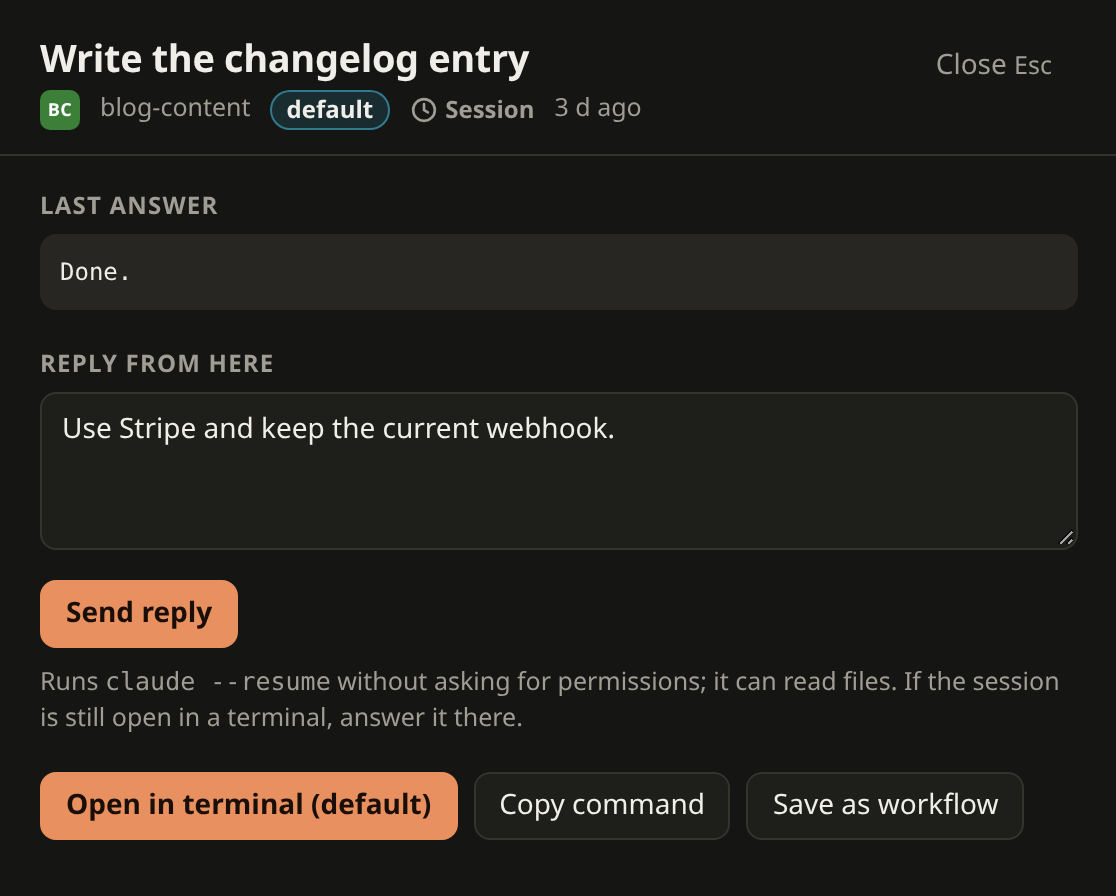 Write the changelog entry
Close Esc
BC blog-content default Session 3 d ago
LAST ANSWER
Done.
REPLY FROM HERE
Use Stripe and keep the current webhook.
Send reply
Runs claude --resume without asking for permissions; it can read files. If the session
is still open in a terminal, answer it there.
Open in terminal (default) Copy command Save as workflow